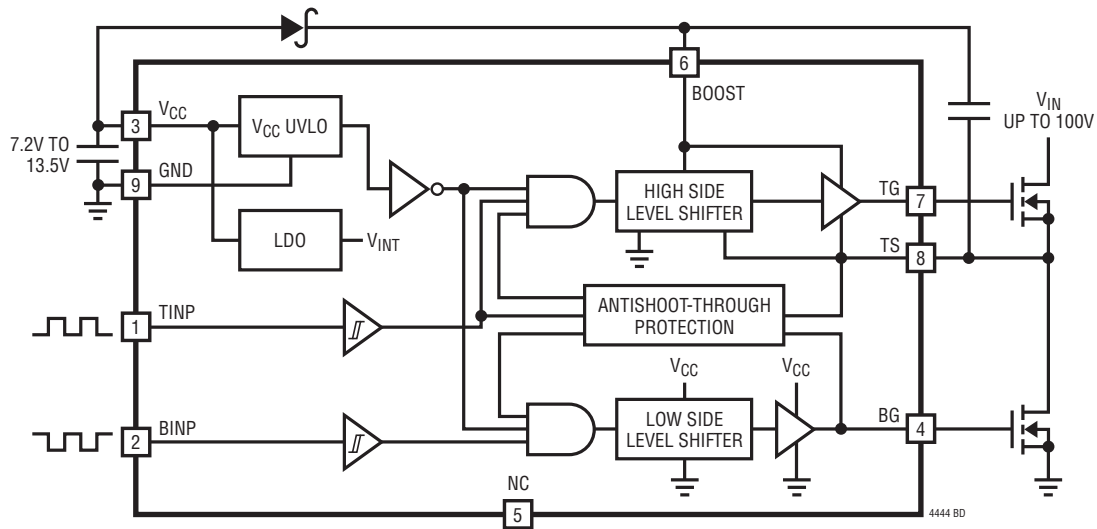 6
BOOST
3
VCC
VCC UVLO
7.2V TO
13.5V
9
GND
LDO
VINT
HIGH SIDE
LEVEL SHIFTER
TG
7
TS
8
VIN
UP TO 100V
ANTISHOOT-THROUGH
PROTECTION
1
TINP
VCC
VCC
2
BINP
LOW SIDE
LEVEL SHIFTER
BG
4
NC
5
4444 BD